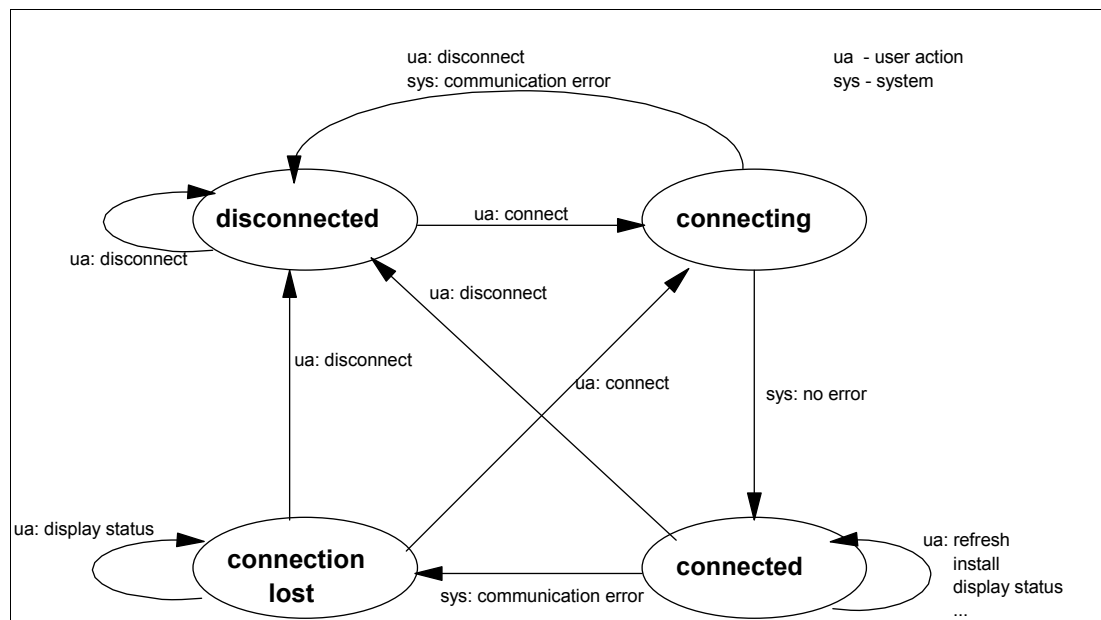 ua: disconnect
sys: communication error
ua - user action
sys - system
disconnected
ua: connect
connecting
ua: disconnect
ua: disconnect
ua: disconnect
ua: connect
sys: no error
ua: display status
connection
lost
sys: communication error
connected
ua: refresh
install
display status
...